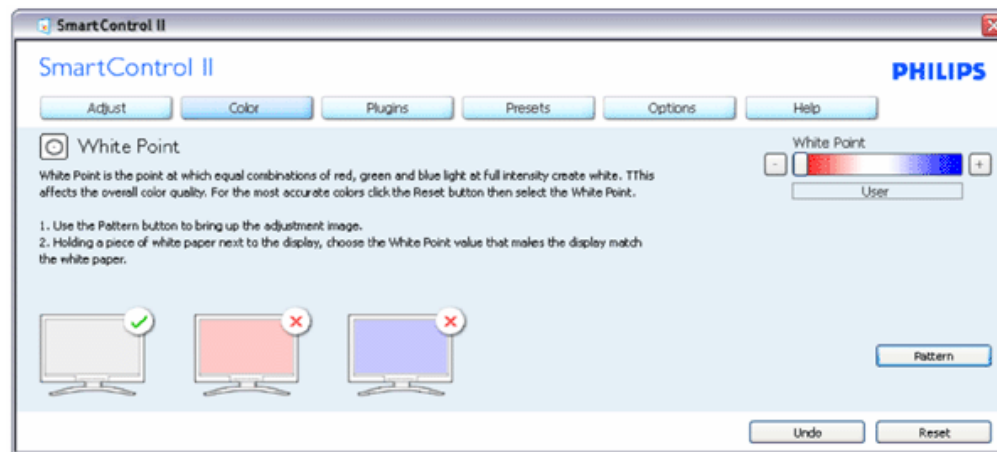 SmartControl II
SmartControl II
PHILIPS
Adjust Color Plugins Presets Options Help
White Point
White Point is the point at which equal combinations of red, green and blue light at full intensity create white. TThis
affects the overall color quality. For the most accurate colors click the Reset button then select the White Point.
1. Use the Pattern button to bring up the adjustment image.
2. Holding a piece of white paper next to the display, choose the White Point value that makes the display match
the white paper.
White Point
- +
User
Pattern
Undo Reset